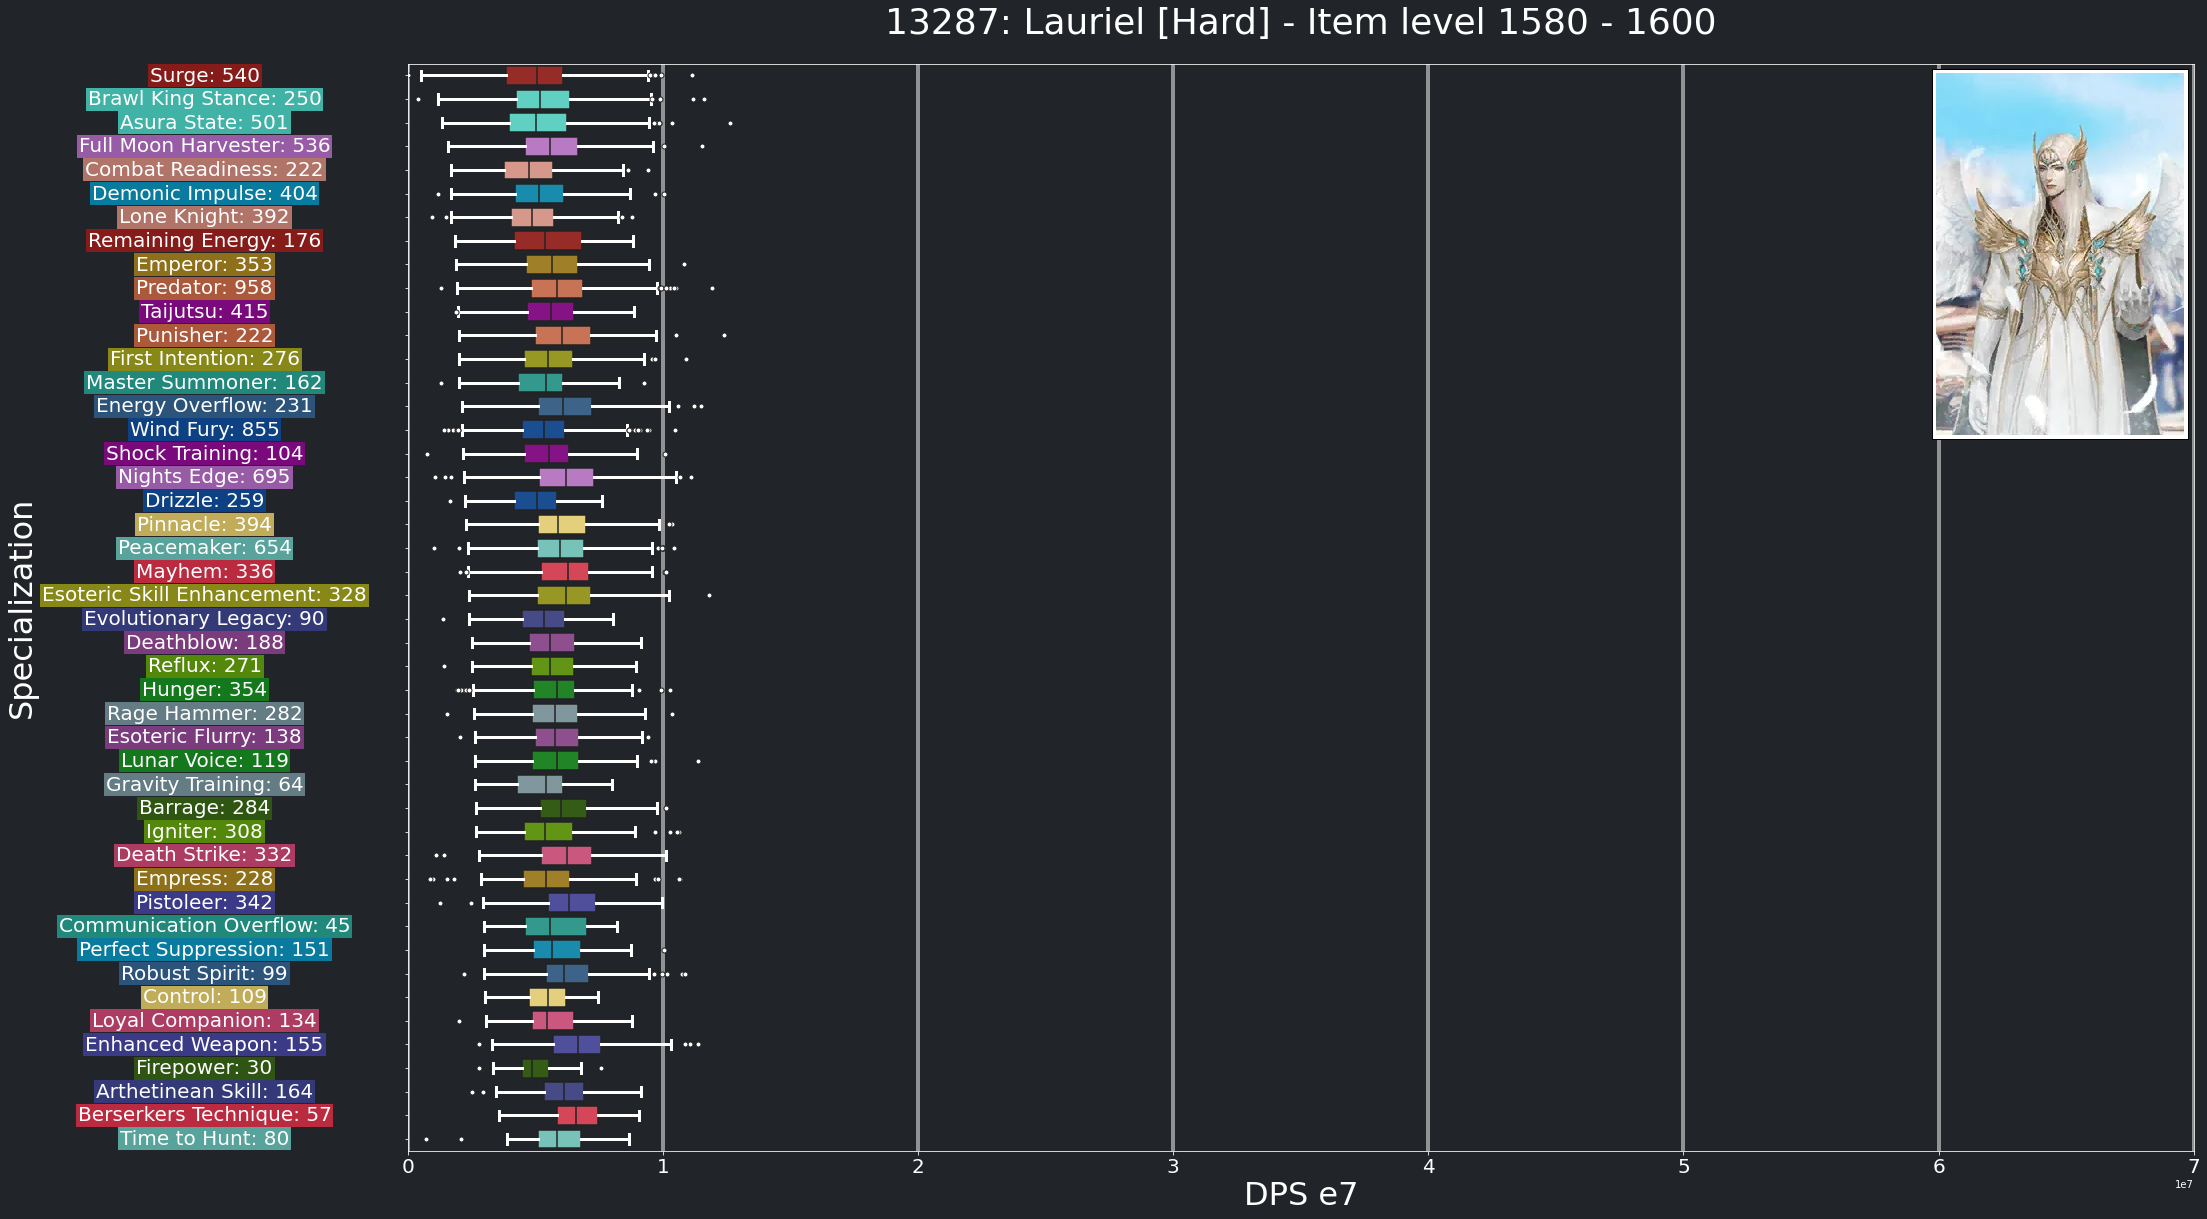 13287: Lauriel [Hard] - Item level 1580 - 1600
Specialization
Surge: 540
Brawl King Stance: 250
Asura State: 501
Full Moon Harvester: 536
Combat Readiness: 222
Demonic Impulse: 404
Lone Knight: 392
Remaining Energy: 176
Emperor: 353
Predator: 958
Taijutsu: 415
Punisher: 222
First Intention: 276
Master Summoner: 162
Energy Overflow: 231
Wind Fury: 855
Shock Training: 104
Nights Edge: 695
Drizzle: 259
Pinnacle: 394
Peacemaker: 654
Mayhem: 336
Esoteric Skill Enhancement: 328
Evolutionary Legacy: 90
Deathblow: 188
Reflux: 271
Hunger: 354
Rage Hammer: 282
Esoteric Flurry: 138
Lunar Voice: 119
Gravity Training: 64
Barrage: 284
Igniter: 308
Death Strike: 332
Empress: 228
Pistoleer: 342
Communication Overflow: 45
Perfect Suppression: 151
Robust Spirit: 99
Control: 109
Loyal Companion: 134
Enhanced Weapon: 155
Firepower: 30
Arthetinean Skill: 164
Berserkers Technique: 57
Time to Hunt: 80
0 1 2 3 4 5 6 7
1e7
DPS e7